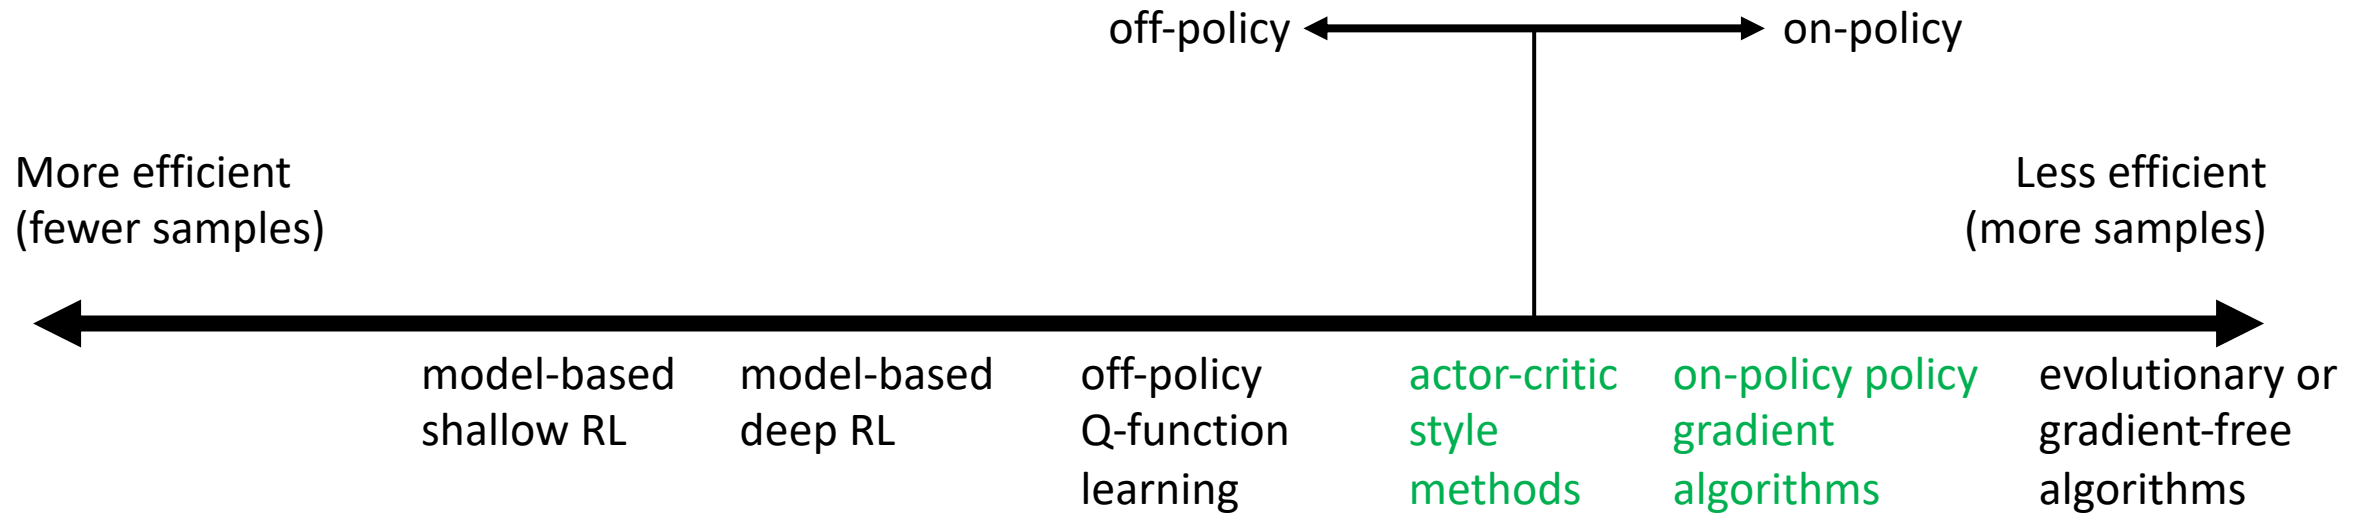 off-policy
on-policy
More efficient
(fewer samples)
Less efficient
(more samples)
model-based
shallow RL
model-based
deep RL
off-policy
Q-function
learning
actor-critic
style
methods
on-policy policy
gradient
algorithms
evolutionary or
gradient-free
algorithms